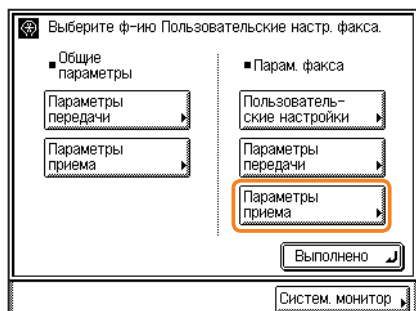 Выберите ф-ию Пользовательские настр. факса.
Общие
параметры
Параметры
передачи
Параметры
приема
Парам. факса
Пользователь-
ские настройки
Параметры
передачи
Параметры
приема
Выполнено
Систем. монитор